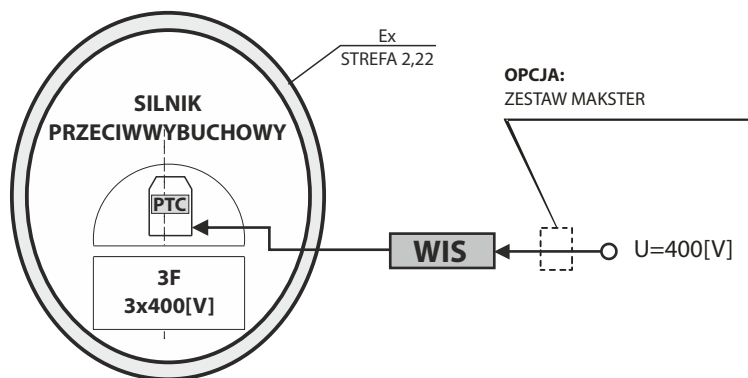 Ex
STREFA 2,22
OPCJA:
ZESTAW MAKSTER
SILNIK
PRZECIWWYBUCHOWY
PTC
WIS
U=400[V]
3F
3x400[V]